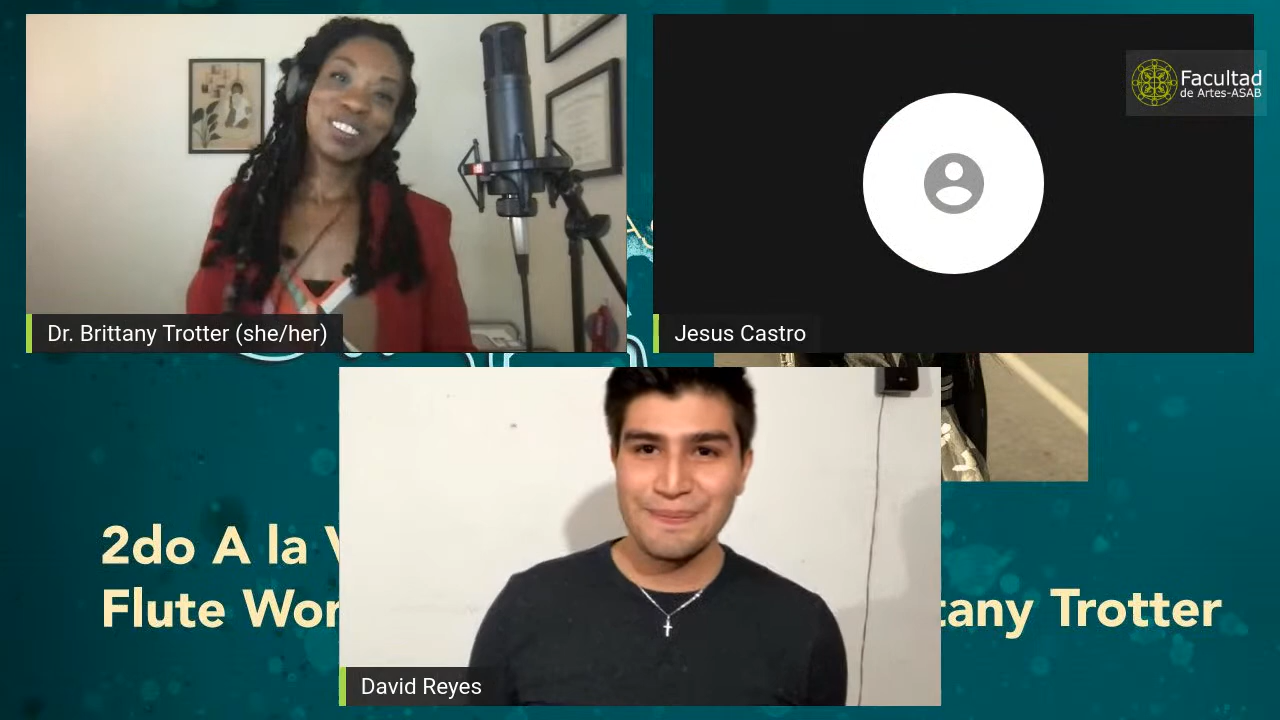 Facultad
de Artes-ASAB
Dr. Brittany Trotter (she/her)
Jesus Castro
2do A la
Flute Wor
tany Trotter
David Reyes